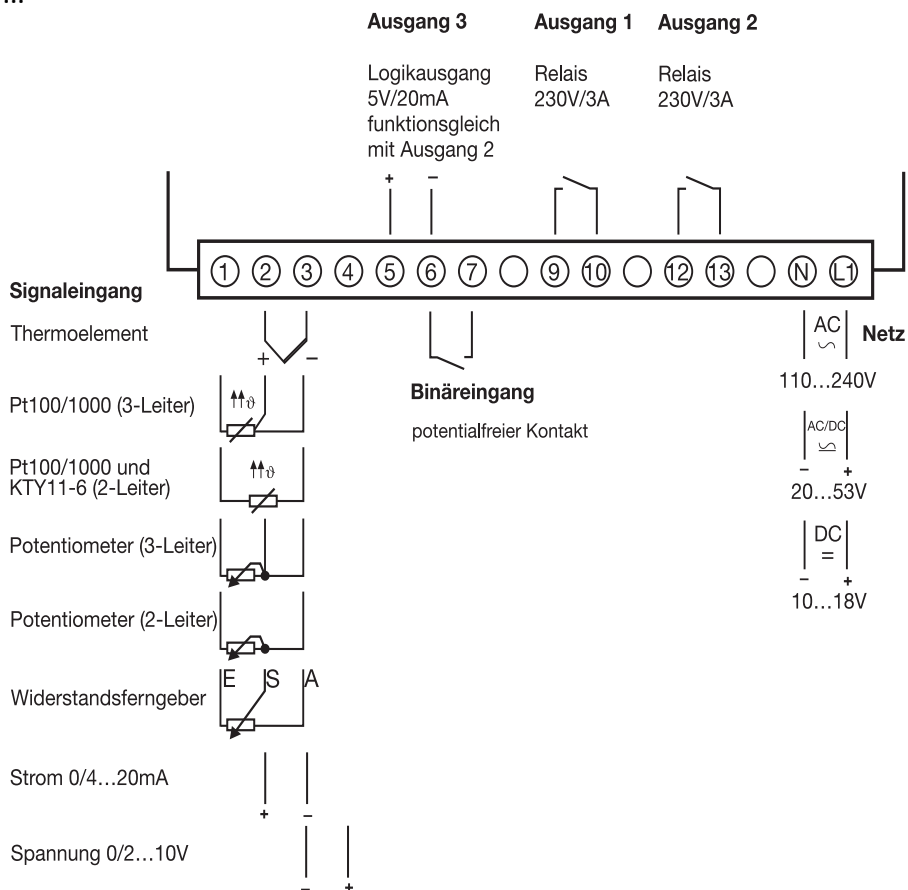 ...
Ausgang 3 Ausgang 1 Ausgang 2
Logikausgang Relais Relais
5V/20mA 230V/3A 230V/3A
funktionsgleich
mit Ausgang 2
+ −
1 2 3 4 5 6 7 9 10 12 13 N L1
Signaleingang
Thermoelement
+ −
AC
Netz
110...240V
Binäreingang
potentialfreier Kontakt
Pt100/1000 (3-Leiter)
ϑ
AC/DC
− +
20...53V
Pt100/1000 und
KTY11-6 (2-Leiter)
ϑ
DC
=
− +
10...18V
Potentiometer (3-Leiter)
Potentiometer (2-Leiter)
Widerstandsferngeber
E S A
Strom 0/4...20mA
+ −
Spannung 0/2...10V
− +